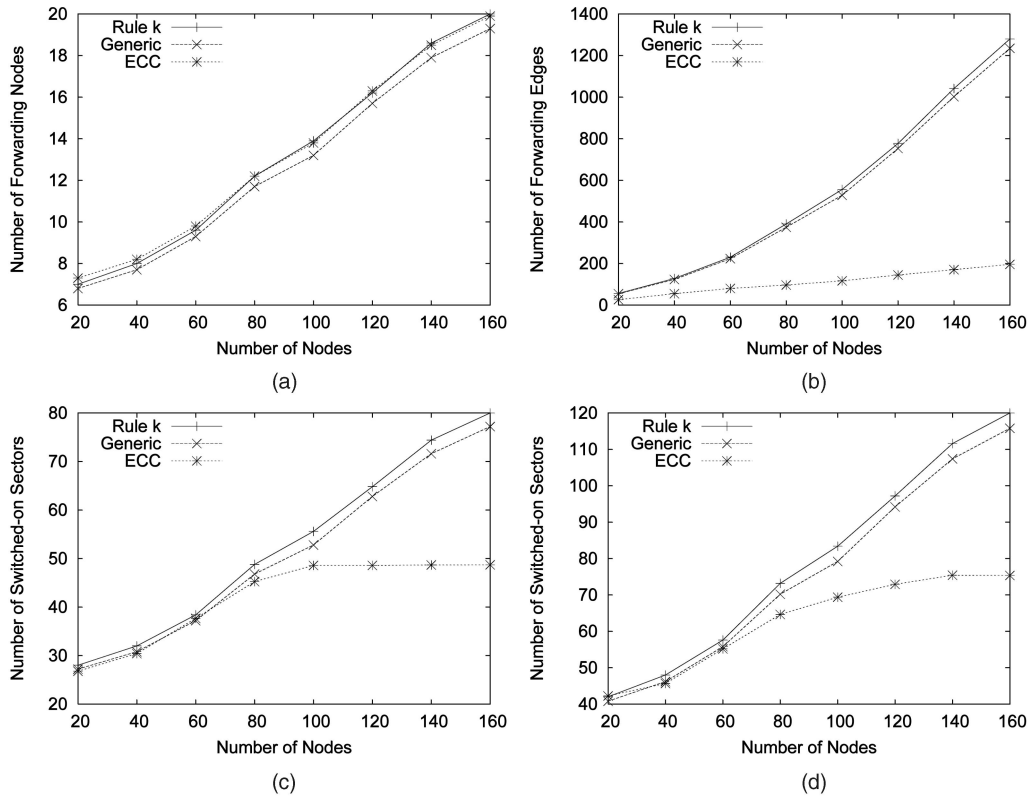 20
18
16
14
12
10
8
6
20 40 60 80 100 120 140 160
Number of Forwarding Nodes
Number of Nodes
Rule k
Generic
ECC
(a)
1400
1200
1000
800
600
400
200
0
20 40 60 80 100 120 140 160
Number of Forwarding Edges
Number of Nodes
Rule k
Generic
ECC
(b)
80
70
60
50
40
30
20
20 40 60 80 100 120 140 160
Number of Switched-on Sectors
Number of Nodes
Rule k
Generic
ECC
(c)
120
110
100
90
80
70
60
50
40
20 40 60 80 100 120 140 160
Number of Switched-on Sectors
Number of Nodes
Rule k
Generic
ECC
(d)